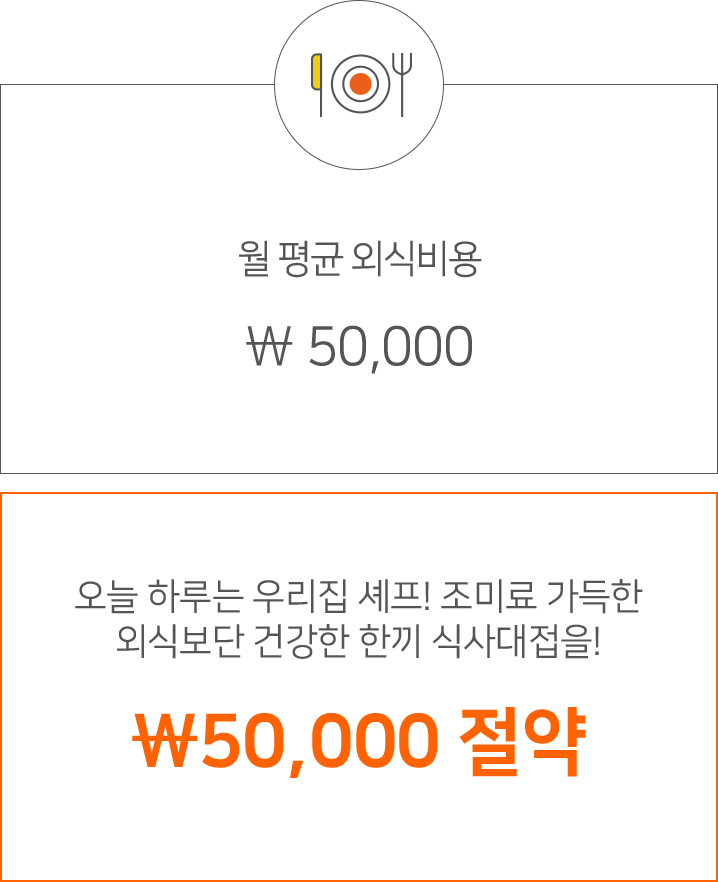 월 평균 외식비용
₩ 50,000
오늘 하루는 우리집 셰프! 조미료 가득한
외식보단 건강한 한끼 식사대접을!
₩50,000 절약